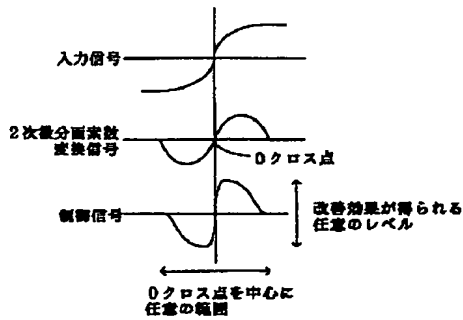 入力信号
2次微分画素数
変換信号
0クロス点
制御信号
改善効果が得られる
任意のレベル
0クロス点を中心に
任意の範囲